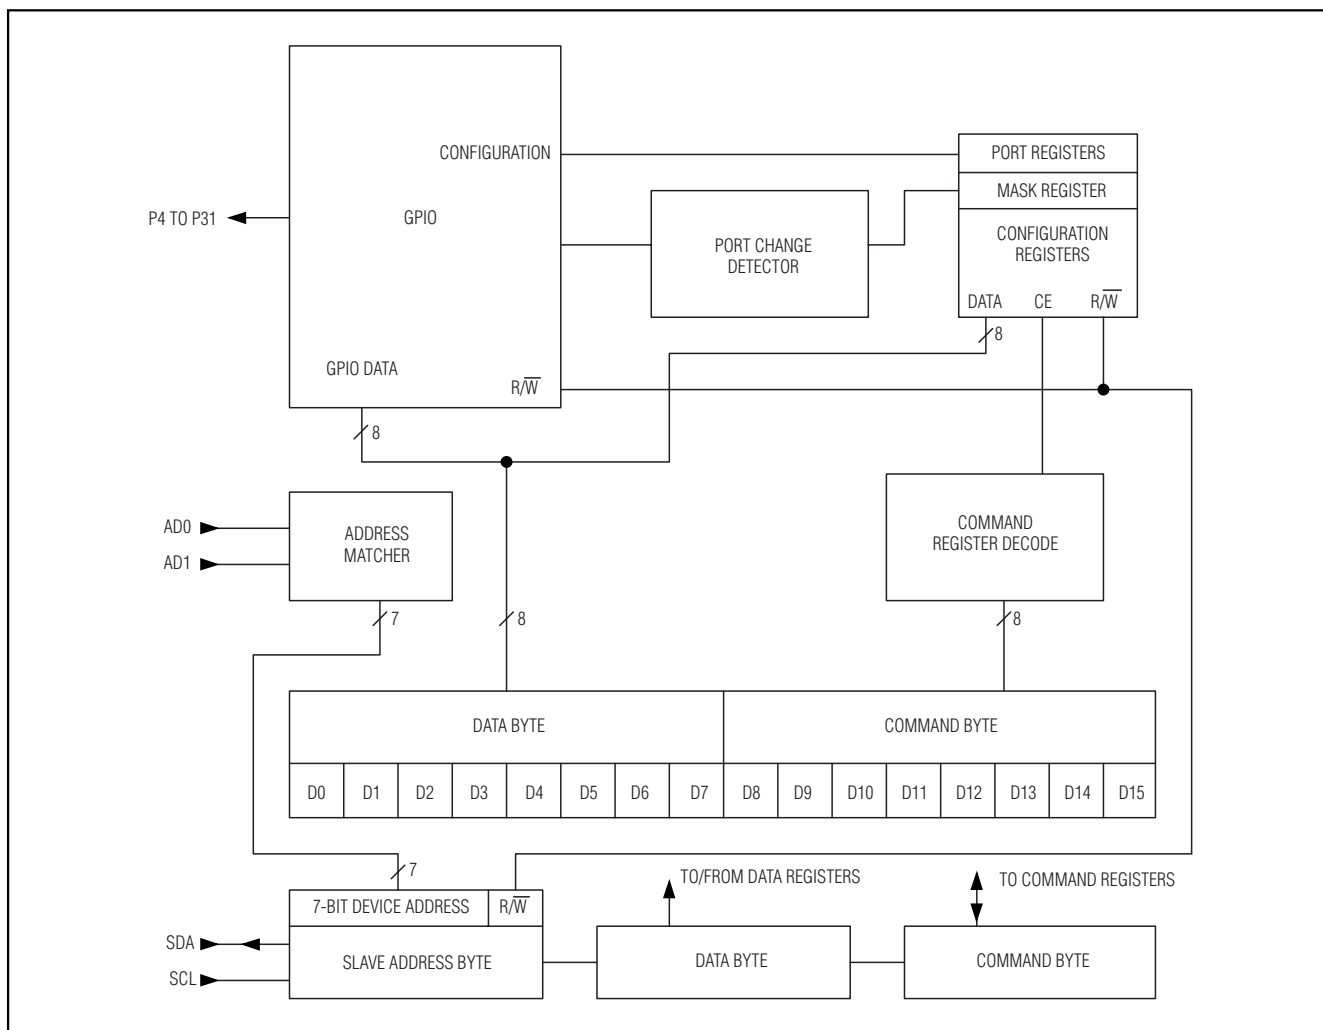 CONFIGURATION
PORT REGISTERS
MASK REGISTER
P4 TO P31
GPIO
PORT CHANGE
DETECTOR
CONFIGURATION
REGISTERS
DATA
CE
R/W̅
8
GPIO DATA
R/W̅
8
AD0
AD1
ADDRESS
MATCHER
COMMAND
REGISTER DECODE
7
8
8
DATA BYTE
COMMAND BYTE
D0
D1
D2
D3
D4
D5
D6
D7
D8
D9
D10
D11
D12
D13
D14
D15
7
TO/FROM DATA REGISTERS
TO COMMAND REGISTERS
7-BIT DEVICE ADDRESS
R/W̅
SDA
SCL
SLAVE ADDRESS BYTE
DATA BYTE
COMMAND BYTE